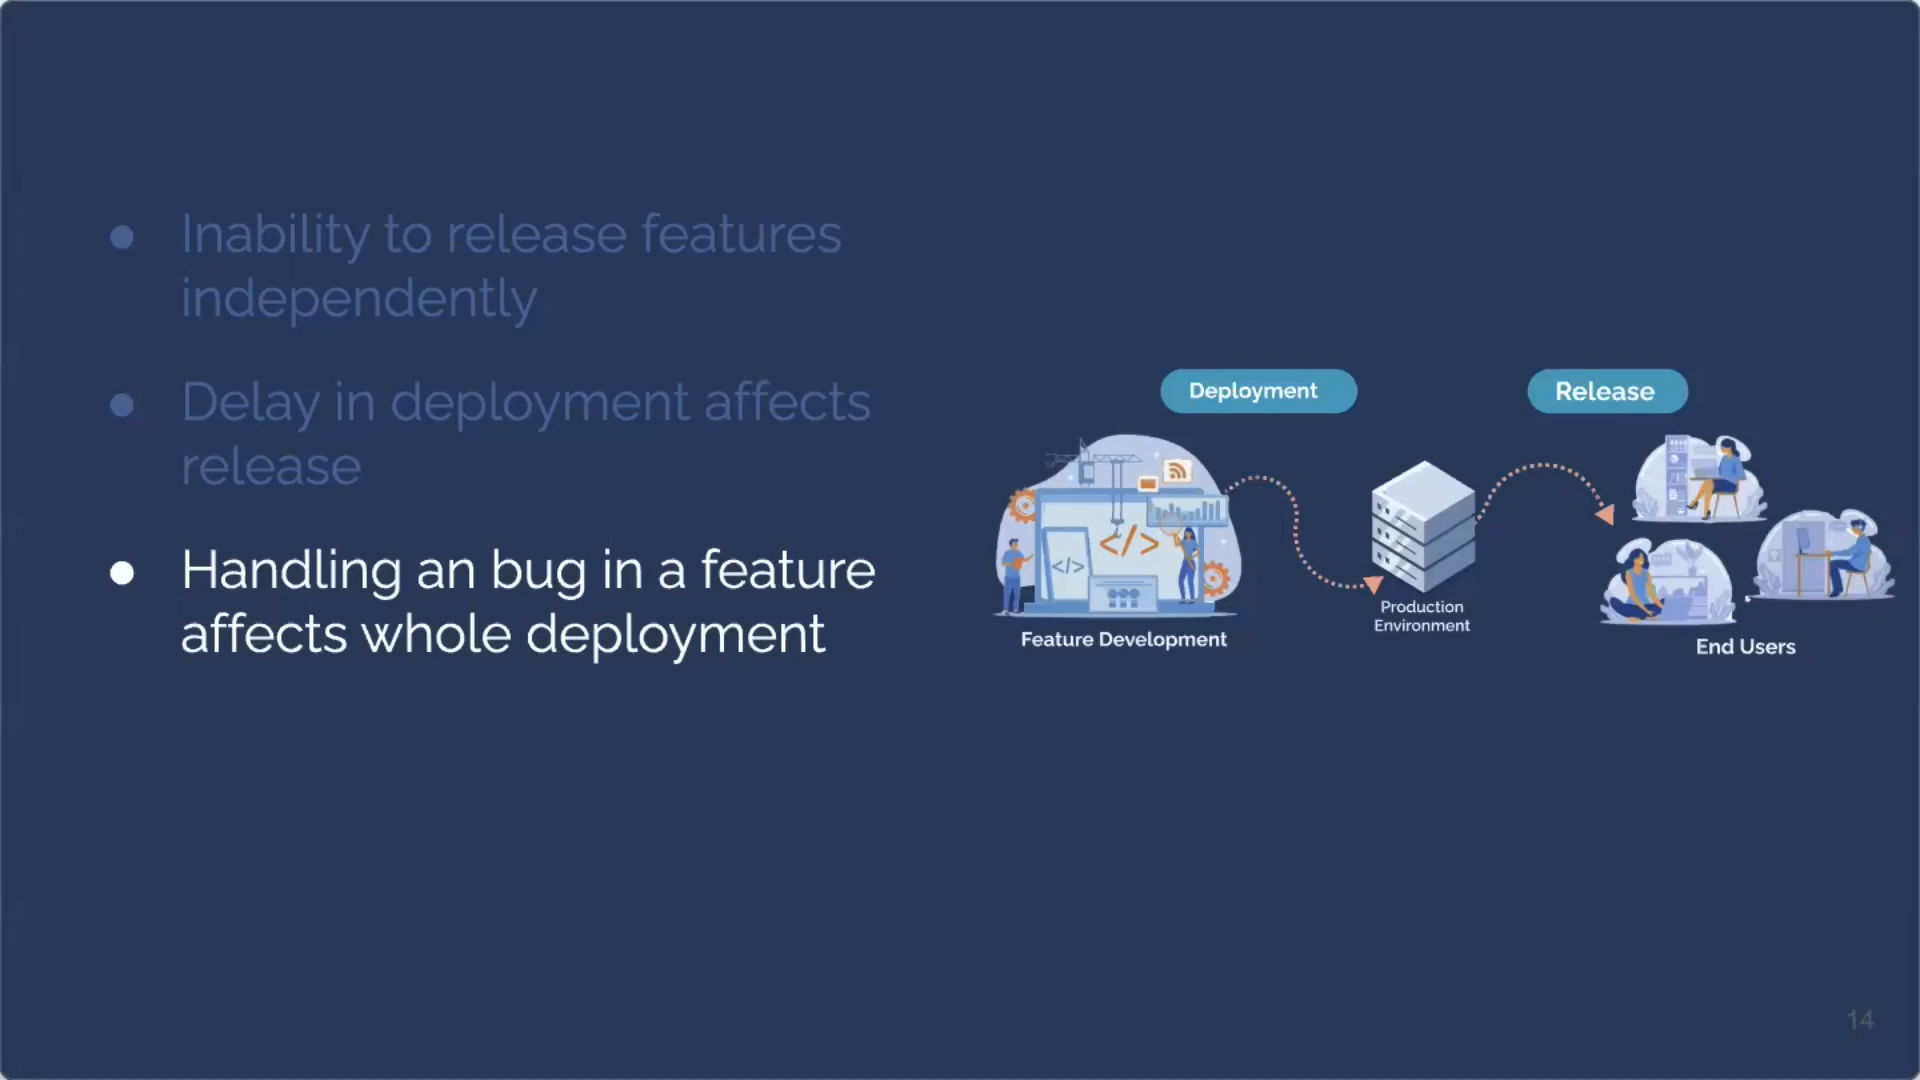 Inability to release features
independently
Delay in deployment affects
release
Handling an bug in a feature
affects whole deployment
Deployment
Release
</>
</>
Feature Development
Production
Environment
End Users
14